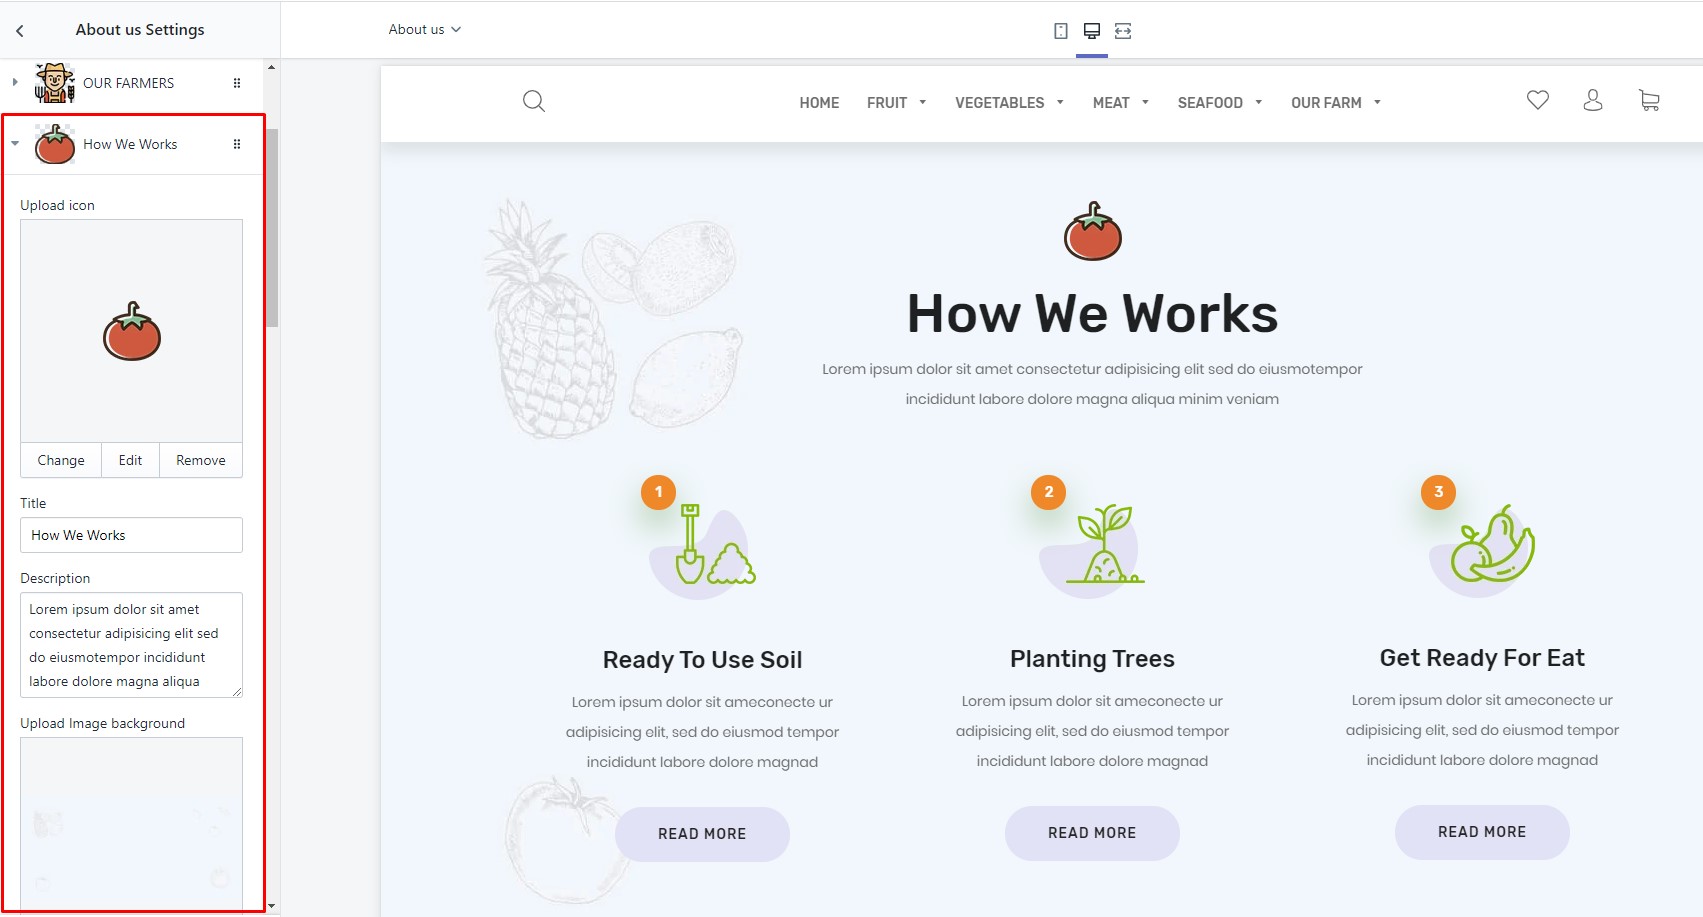 About us Settings
About us
OUR FARMERS
How We Works
Upload icon
Change Edit Remove
Title
How We Works
Description
Lorem ipsum dolor sit amet
consectetur adipisicing elit sed
do eiusmotempor incididunt
labore dolore magna aliqua
Upload Image background
HOME FRUIT VEGETABLES MEAT SEAFOOD OUR FARM
How We Works
Lorem ipsum dolor sit amet consectetur adipisicing elit sed do eiusmotempor
incididunt labore dolore magna aliqua minim veniam
1
Ready To Use Soil
Lorem ipsum dolor sit ameconecte ur
adipisicing elit, sed do eiusmod tempor
incididunt labore dolore magnad
READ MORE
2
Planting Trees
Lorem ipsum dolor sit ameconecte ur
adipisicing elit, sed do eiusmod tempor
incididunt labore dolore magnad
READ MORE
3
Get Ready For Eat
Lorem ipsum dolor sit ameconecte ur
adipisicing elit, sed do eiusmod tempor
incididunt labore dolore magnad
READ MORE